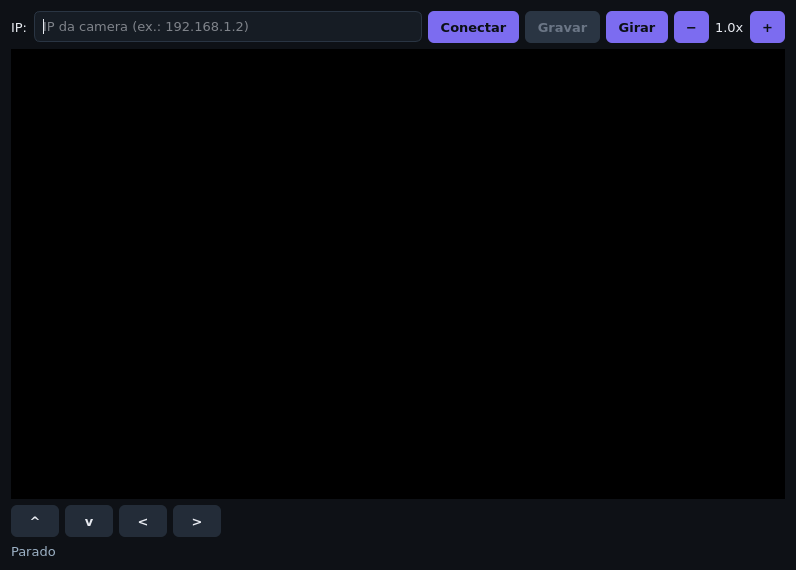 IP: IP da camera (ex.: 192.168.1.2) Conectar Gravar Girar − 1.0x +
^ v < >
Parado